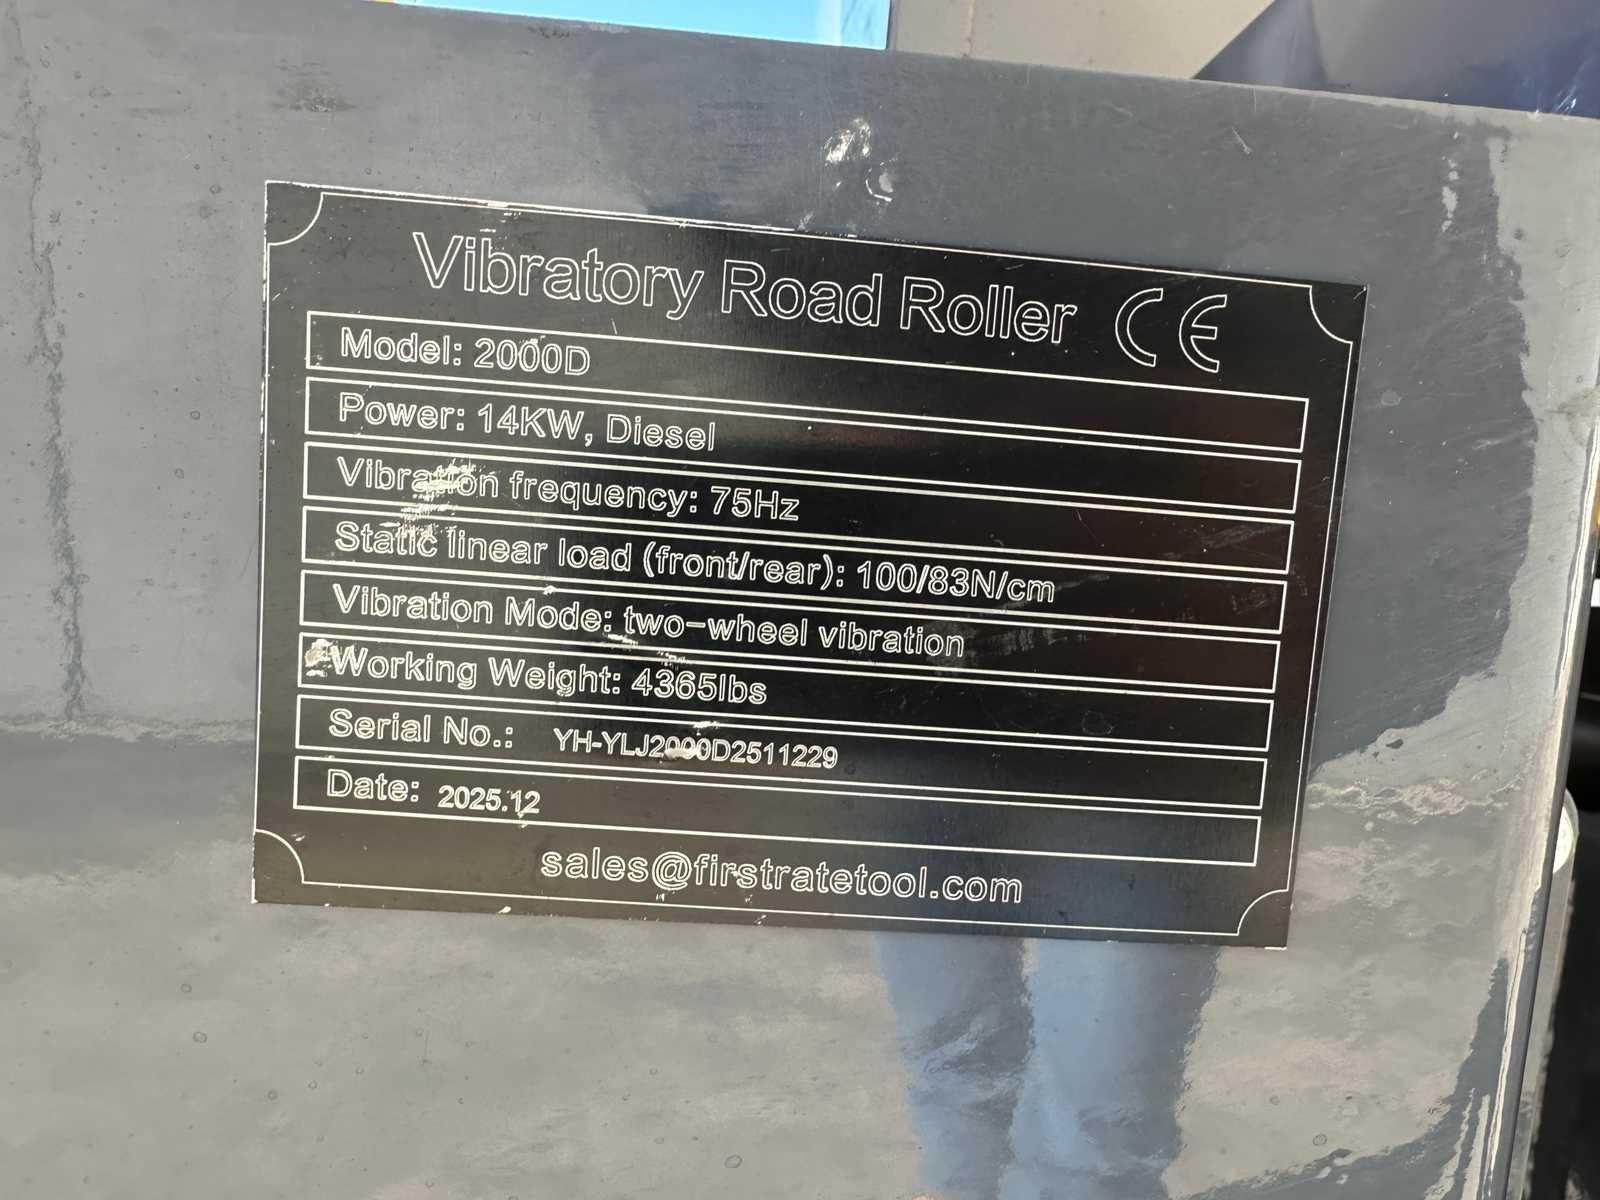 Vibratory Road Roller CE
Model: 2000D
Power: 14KW, Diesel
Vibration frequency: 75Hz
Static linear load (front/rear): 100/83N/cm
Vibration Mode: two-wheel vibration
Working Weight: 4365lbs
Serial No.: YH-YLJ2000D2511229
Date: 2025.12
sales@firstratetool.com